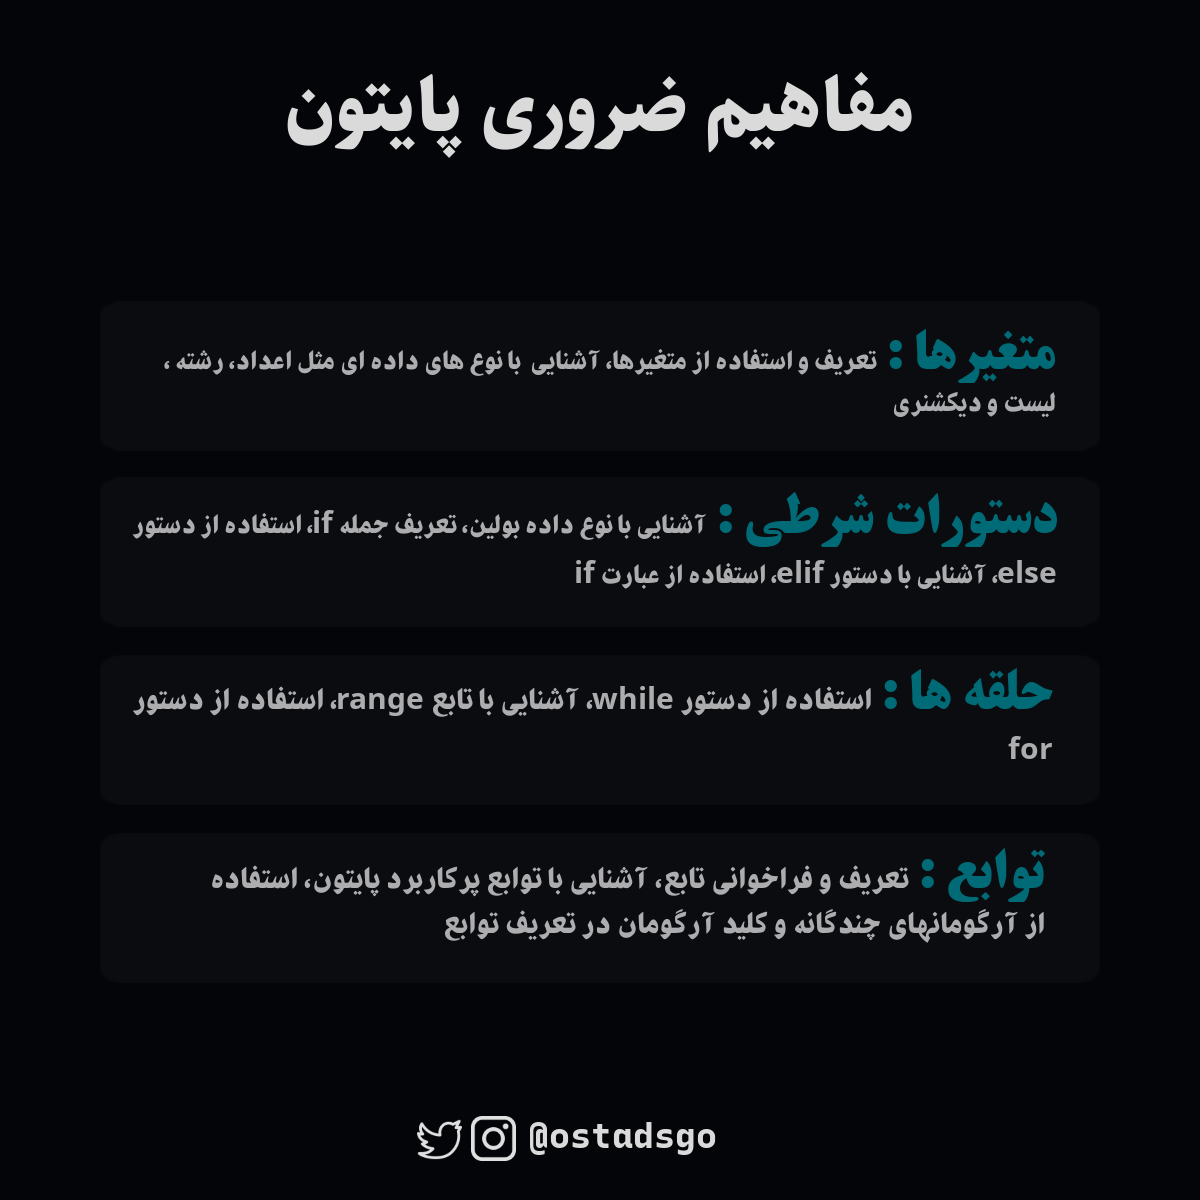 مفاهیم ضروری پایتون
متغیرها : تعریف و استفاده از متغیرها، آشنایی با نوع های داده ای مثل اعداد، رشته ،
لیست و دیکشنری
دستورات شرطی : آشنایی با نوع داده بولین، تعریف جمله if، استفاده از دستور
else، آشنایی با دستور elif، استفاده از عبارت if
حلقه ها : استفاده از دستور while، آشنایی با تابع range، استفاده از دستور
for
توابع : تعریف و فراخوانی تابع، آشنایی با توابع پرکاربرد پایتون، استفاده
از آرگومانهای چندگانه و کلید آرگومان در تعریف توابع
@ostadsgo